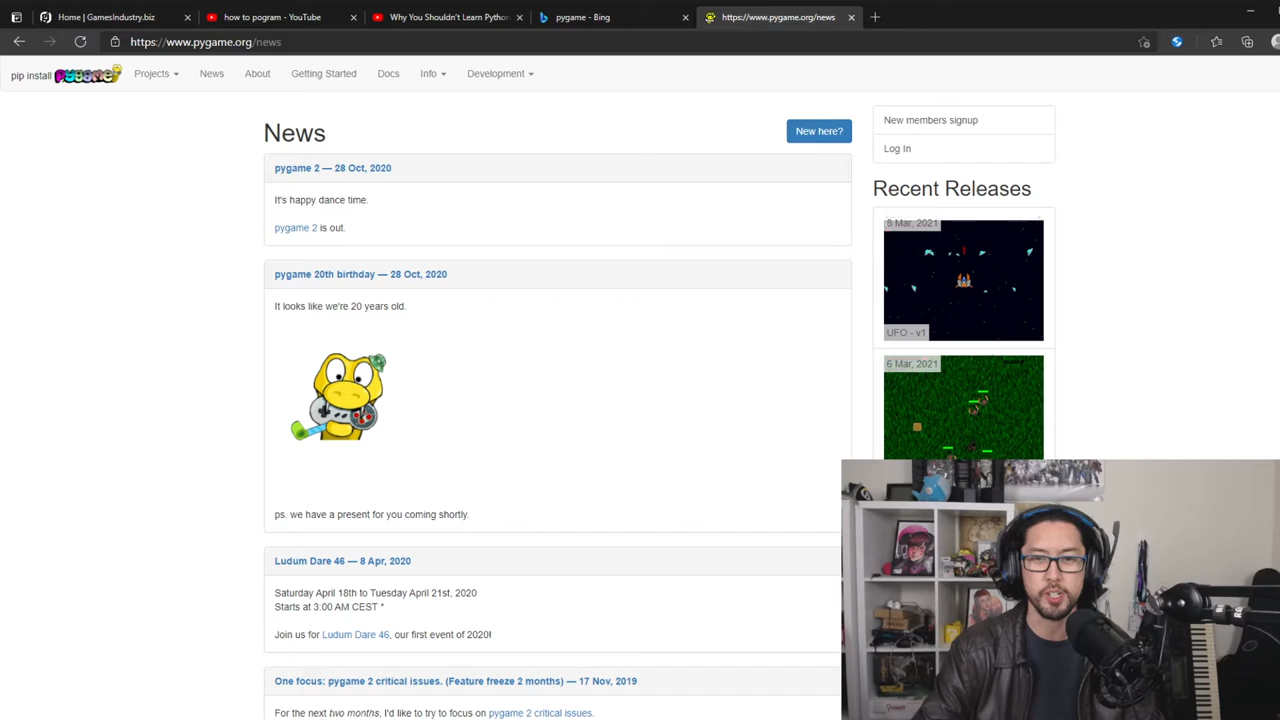 Home | GamesIndustry.biz
how to pogram - YouTube
Why You Shouldn't Learn Python
pygame - Bing
https://www.pygame.org/news
https://www.pygame.org/news
pip install pygame
Projects
News
About
Getting Started
Docs
Info
Development
News
New here?
pygame 2 — 28 Oct, 2020
It's happy dance time.
pygame 2 is out.
pygame 20th birthday — 28 Oct, 2020
It looks like we're 20 years old.
ps. we have a present for you coming shortly.
Ludum Dare 46 — 8 Apr, 2020
Saturday April 18th to Tuesday April 21st, 2020
Starts at 3:00 AM CEST *
Join us for Ludum Dare 46, our first event of 2020!
One focus: pygame 2 critical issues. (Feature freeze 2 months) — 17 Nov, 2019
For the next two months, I'd like to try to focus on pygame 2 critical issues.
New members signup
Log In
Recent Releases
8 Mar, 2021
UFO - v1
6 Mar, 2021